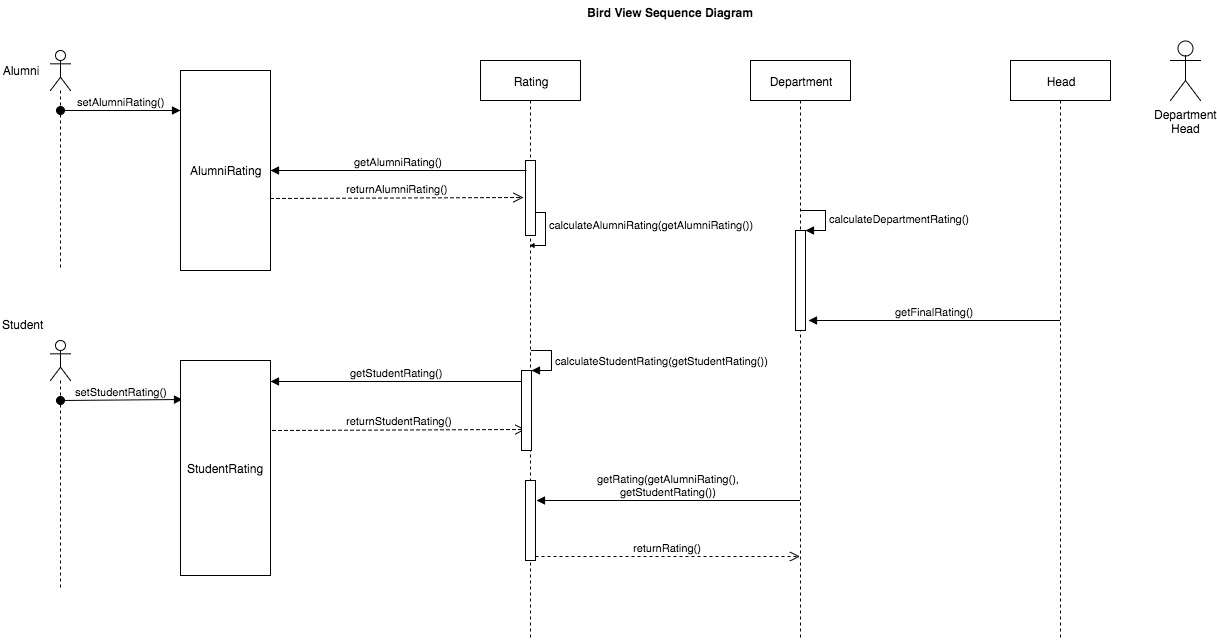 Bird View Sequence Diagram
Alumni
Rating
Department
Head
Department
Head
setAlumniRating()
AlumniRating
getAlumniRating()
returnAlumniRating()
calculateAlumniRating(getAlumniRating())
calculateDepartmentRating()
getFinalRating()
Student
calculateStudentRating(getStudentRating())
getStudentRating()
setStudentRating()
returnStudentRating()
StudentRating
getRating(getAlumniRating(),
getStudentRating())
returnRating()